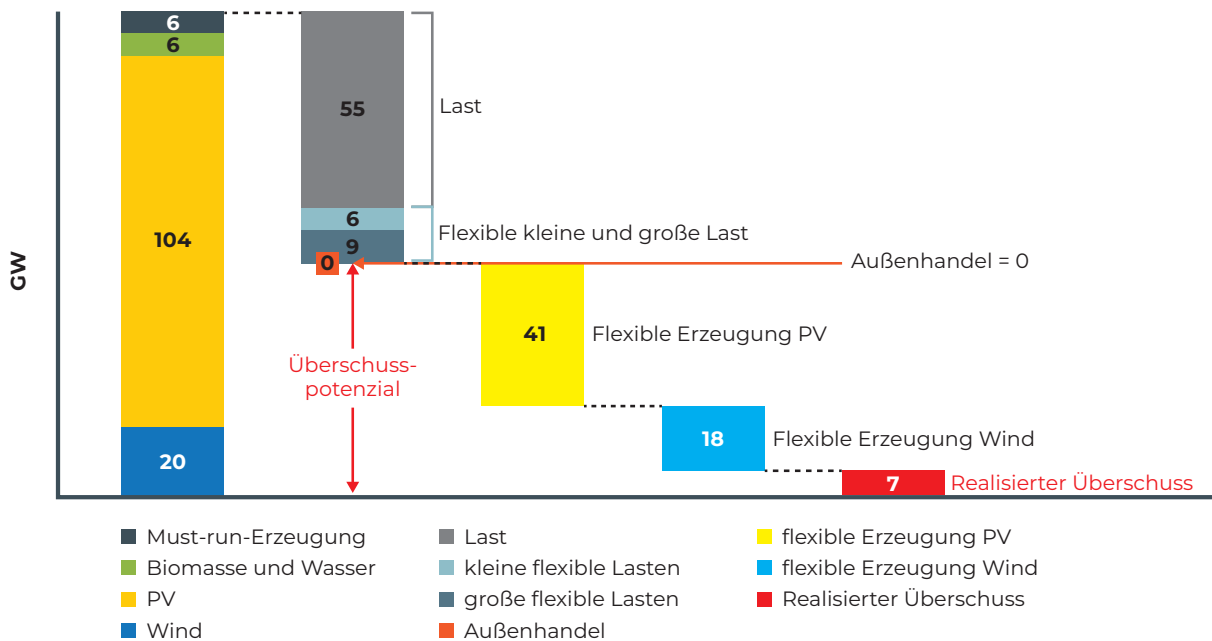 GW
6
6
104
20
55
6
9
0
Last
Flexible kleine und große Last
Außenhandel = 0
Überschuss-
potenzial
41
Flexible Erzeugung PV
18
Flexible Erzeugung Wind
7
Realisierter Überschuss
Must-run-Erzeugung
Biomasse und Wasser
PV
Wind
Last
kleine flexible Lasten
große flexible Lasten
Außenhandel
flexible Erzeugung PV
flexible Erzeugung Wind
Realisierter Überschuss